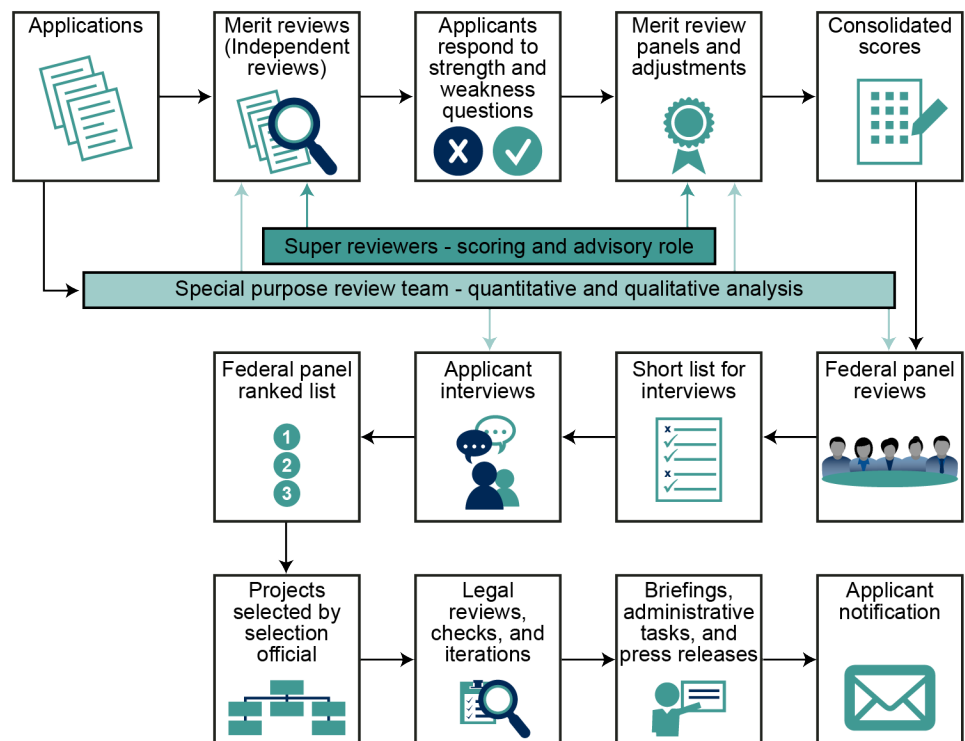 Applications
Merit reviews
(Independent
reviews)
Applicants
respond to
strength and
weakness
questions
Merit review
panels and
adjustments
Consolidated
scores
Super reviewers - scoring and advisory role
Special purpose review team - quantitative and qualitative analysis
Federal panel
ranked list
1
2
3
Applicant
interviews
Short list for
interviews
Federal panel
reviews
Projects
selected by
selection
official
Legal
reviews,
checks, and
iterations
Briefings,
administrative
tasks, and
press releases
Applicant
notification